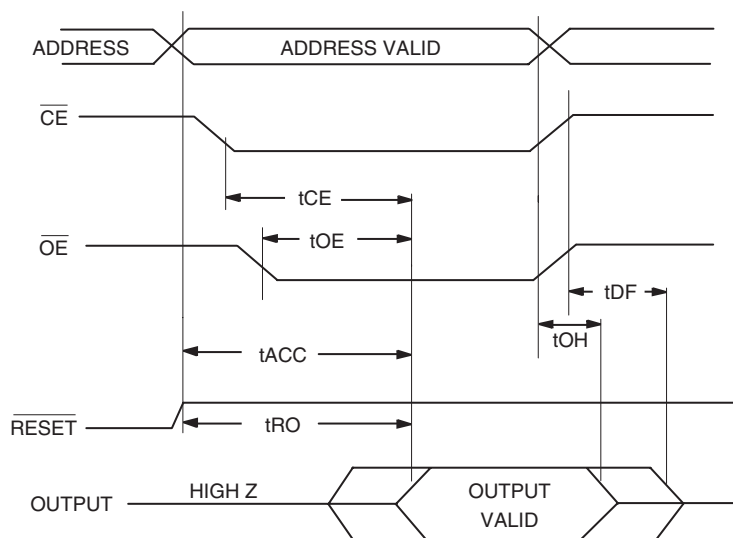 ADDRESS ADDRESS VALID
CE
tCE
OE tOE
tDF
tOH
tACC
RESET tRO
OUTPUT HIGH Z OUTPUT
VALID